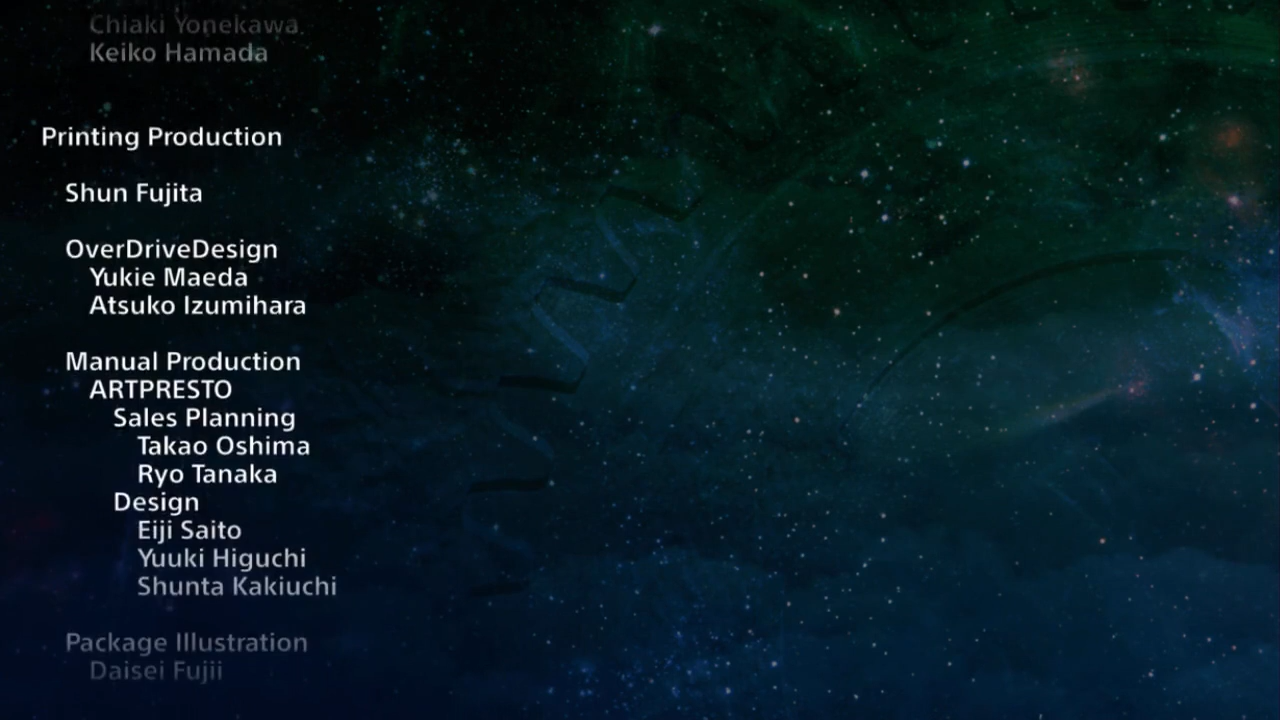 Chiaki Yonekawa
Keiko Hamada
Printing Production
Shun Fujita
OverDriveDesign
Yukie Maeda
Atsuko Izumihara
Manual Production
ARTPRESTO
Sales Planning
Takao Oshima
Ryo Tanaka
Design
Eiji Saito
Yuuki Higuchi
Shunta Kakiuchi
Package Illustration
Daisei Fujii